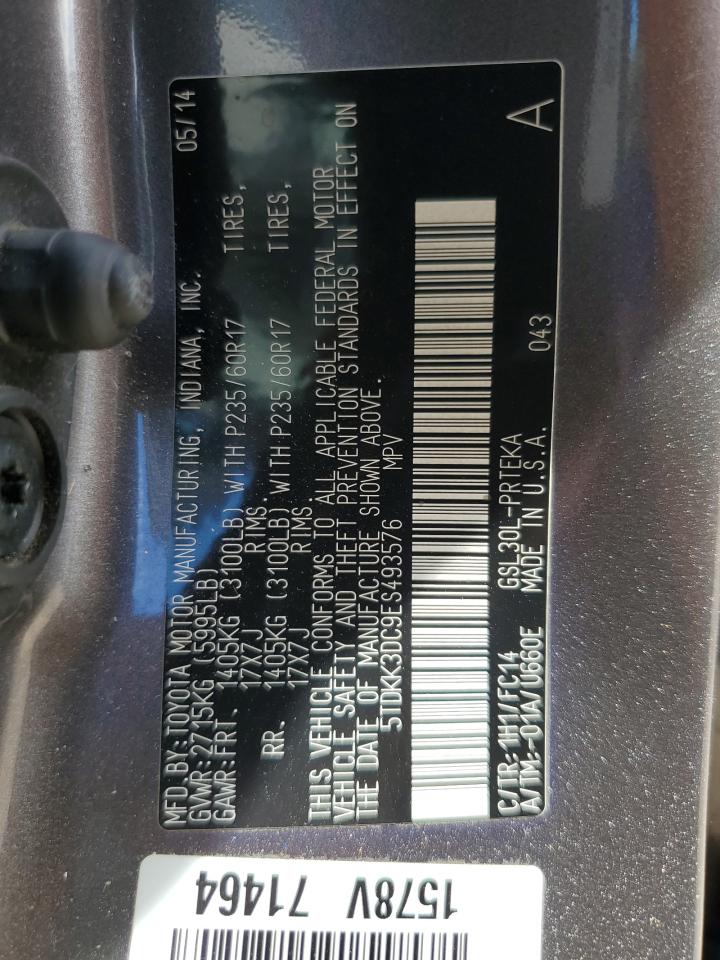 MFD. BY:TOYOTA MOTOR MANUFACTURING, INDIANA, INC. 05/14
GVWR:2715KG (5995LB)
GAWR:FRT. 1405KG (3100LB) WITH P235/60R17 TIRES,
17X7J RIMS.
RR. 1405KG (3100LB) WITH P235/60R17 TIRES,
17X7J RIMS.
THIS VEHICLE CONFORMS TO ALL APPLICABLE FEDERAL MOTOR
VEHICLE SAFETY AND THEFT PREVENTION STANDARDS IN EFFECT ON
THE DATE OF MANUFACTURE SHOWN ABOVE.
5TDKK3DC9ES493576 MPV
C/TR:1H1/FC14 GSL30L-PRTEKA 043 A
A/TM:-01A/U660E MADE IN U.S.A.
1578V 71464